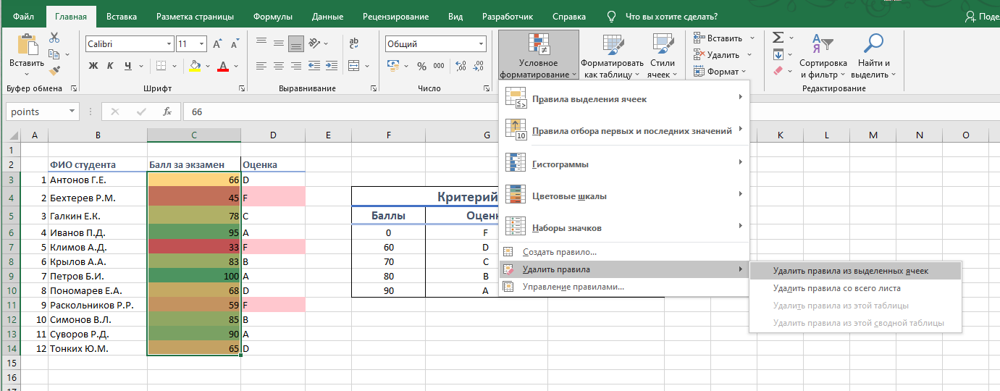 Файл Главная Вставка Разметка страницы Формулы Данные Рецензирование Вид Разработчик Справка Что вы хотите сделать?
Calibri 11 Общий
Вставить Условное форматирование Форматировать как таблицу Стили ячеек Вставить Удалить Формат Сортировка и фильтр Найти и выделить
Ж К Ч % 000
Буфер обмена Шрифт Выравнивание Число Редактирование
points fx 66
A B C D E F G K L M N O
1
2 ФИО студента Балл за экзамен Оценка
3 1 Антонов Г.Е. 66 D
4 2 Бехтерев Р.М. 45 F Критерий
5 3 Галкин Е.К. 78 C Баллы
6 4 Иванов П.Д. 95 A 0 F
7 5 Климов А.Д. 33 F 60 D
8 6 Крылов А.А. 83 B 70 C
9 7 Петров Б.И. 100 A 80 B
10 8 Пономарев Е.А. 68 D 90 A
11 9 Раскольников Р.Р. 59 F
12 10 Симонов В.Л. 85 B
13 11 Суворов Р.Д. 90 A
14 12 Тонких Ю.М. 65 D
15
16
Правила выделения ячеек
Правила отбора первых и последних значений
Гистограммы
Цветовые шкалы
Наборы значков
Создать правило...
Удалить правила
Управление правилами...
Удалить правила из выделенных ячеек
Удалить правила со всего листа
Удалить правила из этой таблицы
Удалить правила из этой сводной таблицы